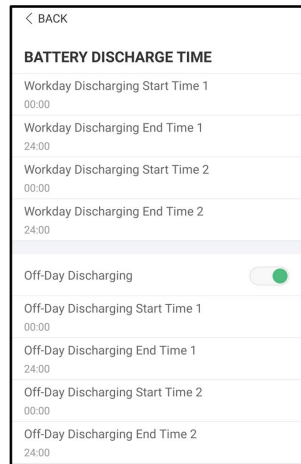 < BACK
BATTERY DISCHARGE TIME
Workday Discharging Start Time 1
00:00
Workday Discharging End Time 1
24:00
Workday Discharging Start Time 2
00:00
Workday Discharging End Time 2
24:00
Off-Day Discharging
Off-Day Discharging Start Time 1
00:00
Off-Day Discharging End Time 1
24:00
Off-Day Discharging Start Time 2
00:00
Off-Day Discharging End Time 2
24:00